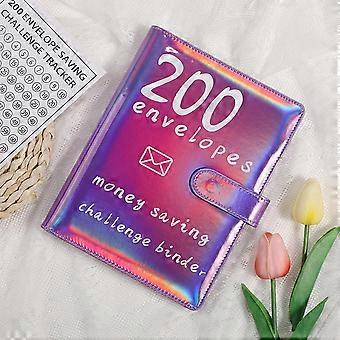 200 ENVELOPE SAVING
CHALLENGE TRACKER
200
envelopes
money saving
challenge binder